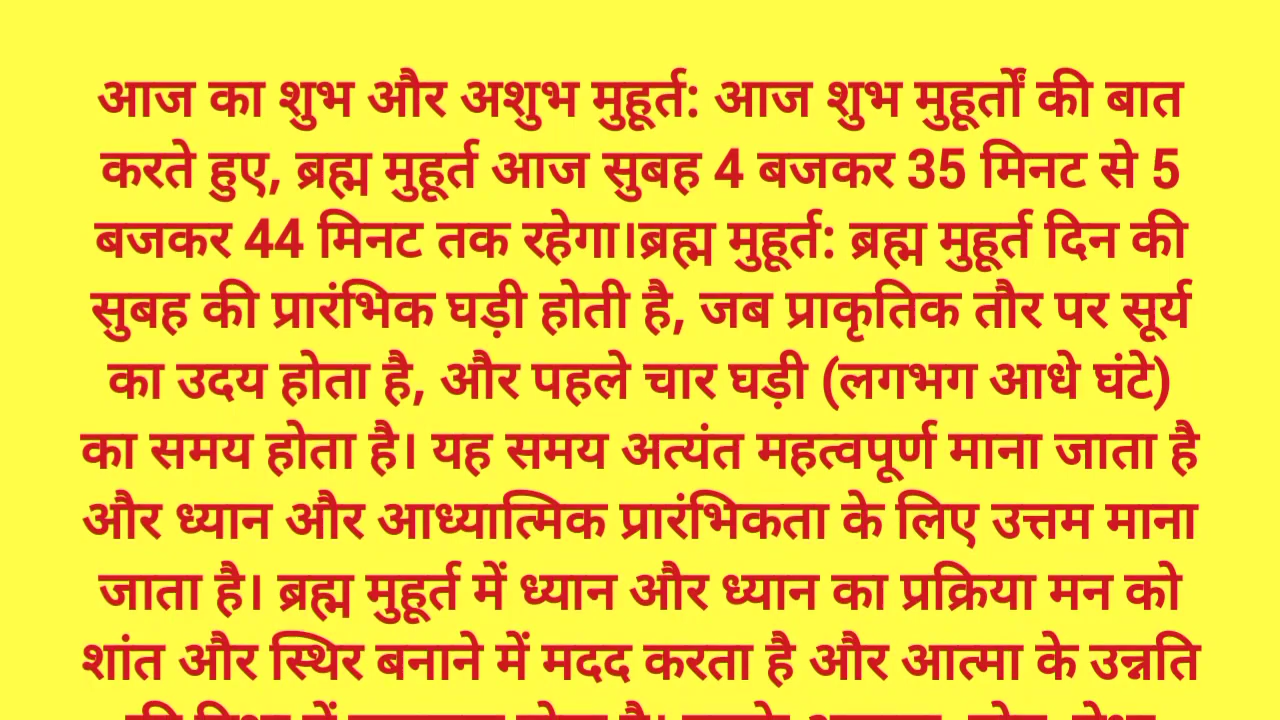 आज का शुभ और अशुभ मुहूर्त: आज शुभ मुहूर्तों की बात
करते हुए, ब्रह्म मुहूर्त आज सुबह 4 बजकर 35 मिनट से 5
बजकर 44 मिनट तक रहेगा।ब्रह्म मुहूर्त: ब्रह्म मुहूर्त दिन की
सुबह की प्रारंभिक घड़ी होती है, जब प्राकृतिक तौर पर सूर्य
का उदय होता है, और पहले चार घड़ी (लगभग आधे घंटे)
का समय होता है। यह समय अत्यंत महत्वपूर्ण माना जाता है
और ध्यान और आध्यात्मिक प्रारंभिकता के लिए उत्तम माना
जाता है। ब्रह्म मुहूर्त में ध्यान और ध्यान का प्रक्रिया मन को
शांत और स्थिर बनाने में मदद करता है और आत्मा के उन्नति